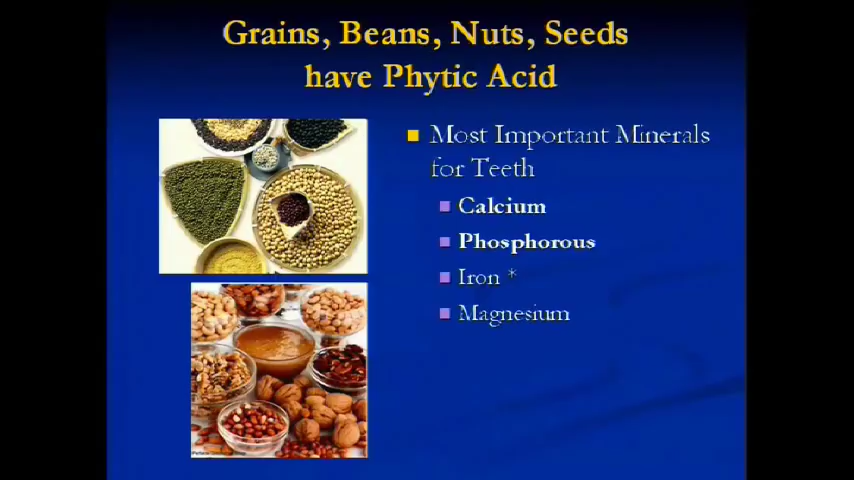 Grains, Beans, Nuts, Seeds
have Phytic Acid
Most Important Minerals
for Teeth
Calcium
Phosphorous
Iron *
Magnesium